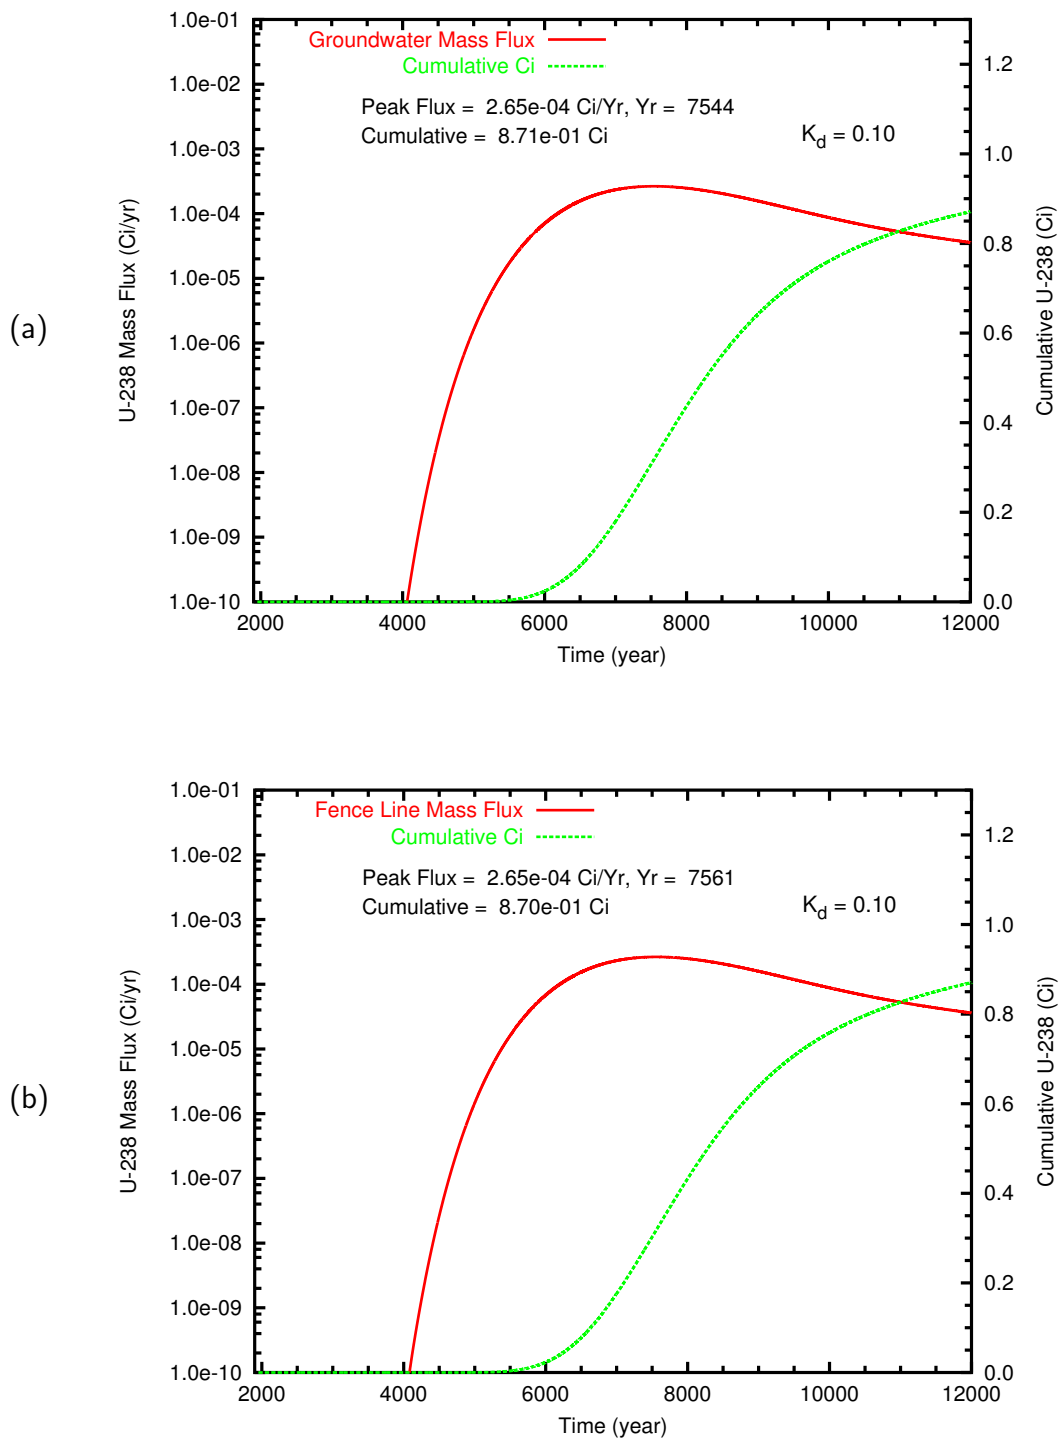 (a)
U-238 Mass Flux (Ci/yr)
1.0e-01
1.0e-02
1.0e-03
1.0e-04
1.0e-05
1.0e-06
1.0e-07
1.0e-08
1.0e-09
1.0e-10
Groundwater Mass Flux
Cumulative Ci
Peak Flux = 2.65e-04 Ci/Yr, Yr = 7544
Cumulative = 8.71e-01 Ci
K_d = 0.10
1.2
1.0
0.8
0.6
0.4
0.2
0.0
Cumulative U-238 (Ci)
2000 4000 6000 8000 10000 12000
Time (year)
(b)
U-238 Mass Flux (Ci/yr)
1.0e-01
1.0e-02
1.0e-03
1.0e-04
1.0e-05
1.0e-06
1.0e-07
1.0e-08
1.0e-09
1.0e-10
Fence Line Mass Flux
Cumulative Ci
Peak Flux = 2.65e-04 Ci/Yr, Yr = 7561
Cumulative = 8.70e-01 Ci
K_d = 0.10
1.2
1.0
0.8
0.6
0.4
0.2
0.0
Cumulative U-238 (Ci)
2000 4000 6000 8000 10000 12000
Time (year)